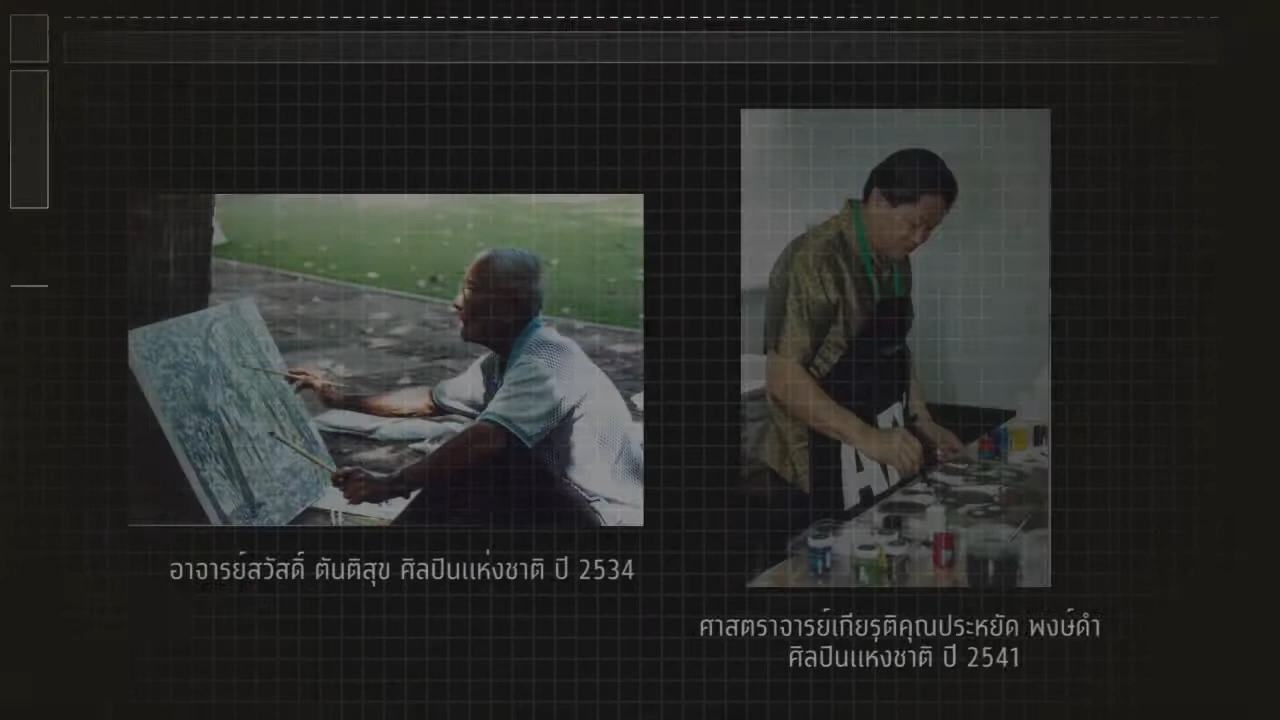 อาจารย์สวัสดิ์ ตันติสุข ศิลปินแห่งชาติ ปี 2534
ศาสตราจารย์เกียรติคุณประหยัด พงษ์ดำ
ศิลปินแห่งชาติ ปี 2541